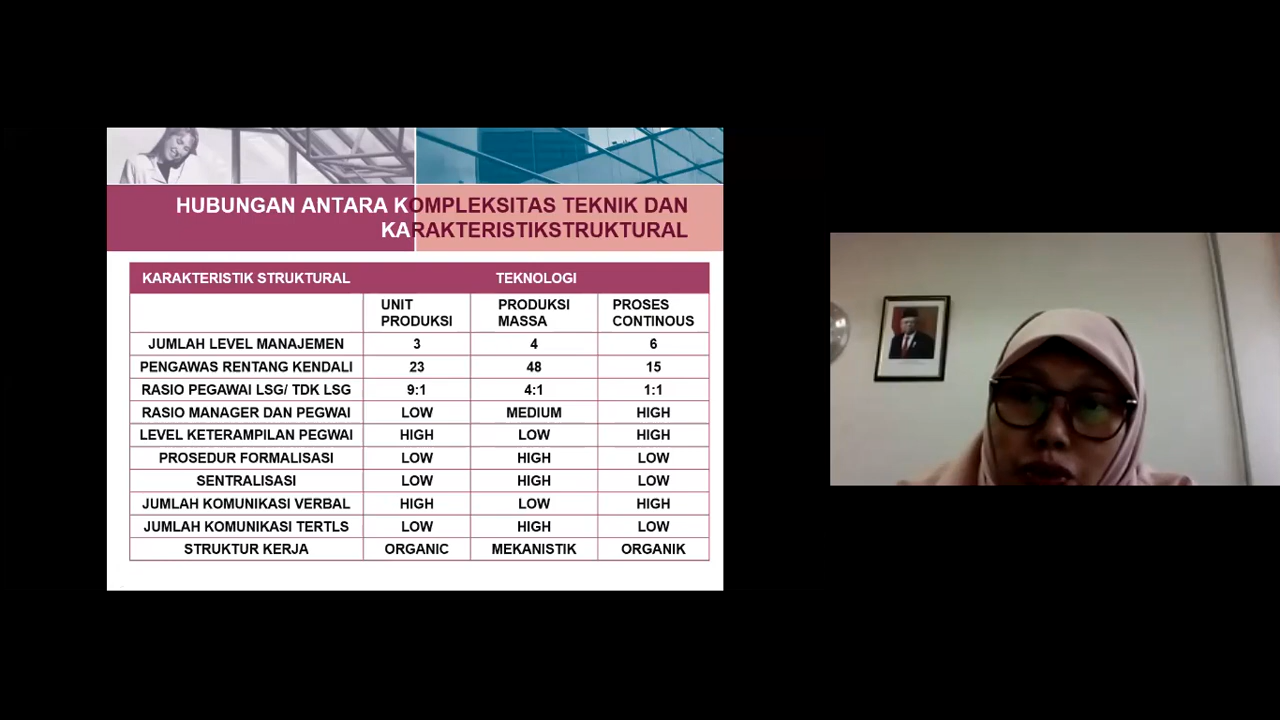 HUBUNGAN ANTARA KOMPLEKSITAS TEKNIK DAN
KARAKTERISTIKSTRUKTURAL
KARAKTERISTIK STRUKTURAL TEKNOLOGI
UNIT PRODUKSI PRODUKSI MASSA PROSES CONTINOUS
JUMLAH LEVEL MANAJEMEN 3 4 6
PENGAWAS RENTANG KENDALI 23 48 15
RASIO PEGAWAI LSG/ TDK LSG 9:1 4:1 1:1
RASIO MANAGER DAN PEGWAI LOW MEDIUM HIGH
LEVEL KETERAMPILAN PEGWAI HIGH LOW HIGH
PROSEDUR FORMALISASI LOW HIGH LOW
SENTRALISASI LOW HIGH LOW
JUMLAH KOMUNIKASI VERBAL HIGH LOW HIGH
JUMLAH KOMUNIKASI TERTLS LOW HIGH LOW
STRUKTUR KERJA ORGANIC MEKANISTIK ORGANIK